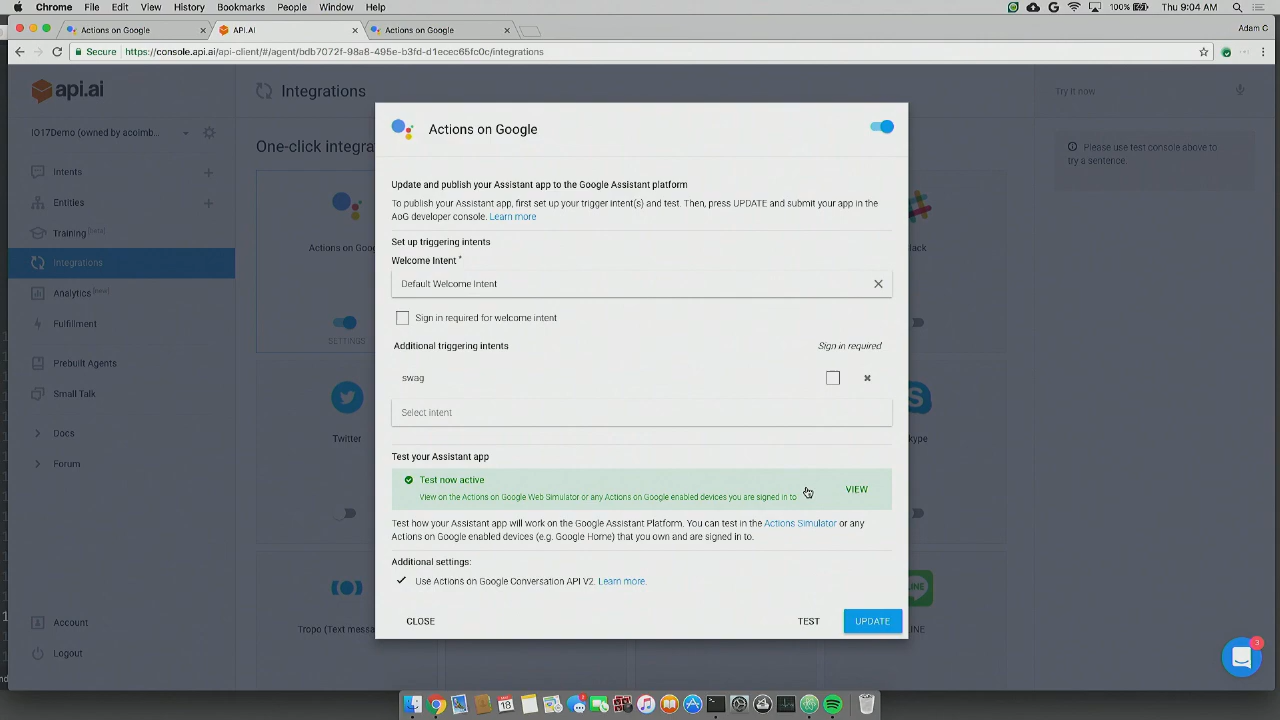 Chrome File Edit View History Bookmarks People Window Help
100% Thu 9:04 AM
Actions on Google
API.AI
Actions on Google
Adam C
Secure https://console.api.ai/api-client/#/agent/bdb7072f-98a8-495e-b3fd-d1ecec65fc0c/integrations
api.ai
Integrations
Try it now
IO17Demo (owned by acoimb...
Please use test console above to
try a sentence.
Intents
Entities
Training [beta]
Integrations
Analytics [new]
Fulfillment
Prebuilt Agents
Small Talk
Docs
Forum
Account
Logout
One-click integra
Actions on Goog
SETTINGS
Twitter
Tropo (Text messa
lack
kype
INE
Actions on Google
Update and publish your Assistant app to the Google Assistant platform
To publish your Assistant app, first set up your trigger intent(s) and test. Then, press UPDATE and submit your app in the
AoG developer console. Learn more
Set up triggering intents
Welcome Intent *
Default Welcome Intent
Sign in required for welcome intent
Additional triggering intents Sign in required
swag
Select intent
Test your Assistant app
Test now active
View on the Actions on Google Web Simulator or any Actions on Google enabled devices you are signed in to
VIEW
Test how your Assistant app will work on the Google Assistant Platform. You can test in the Actions Simulator or any
Actions on Google enabled devices (e.g. Google Home) that you own and are signed in to.
Additional settings:
Use Actions on Google Conversation API V2. Learn more.
CLOSE TEST UPDATE
3
18